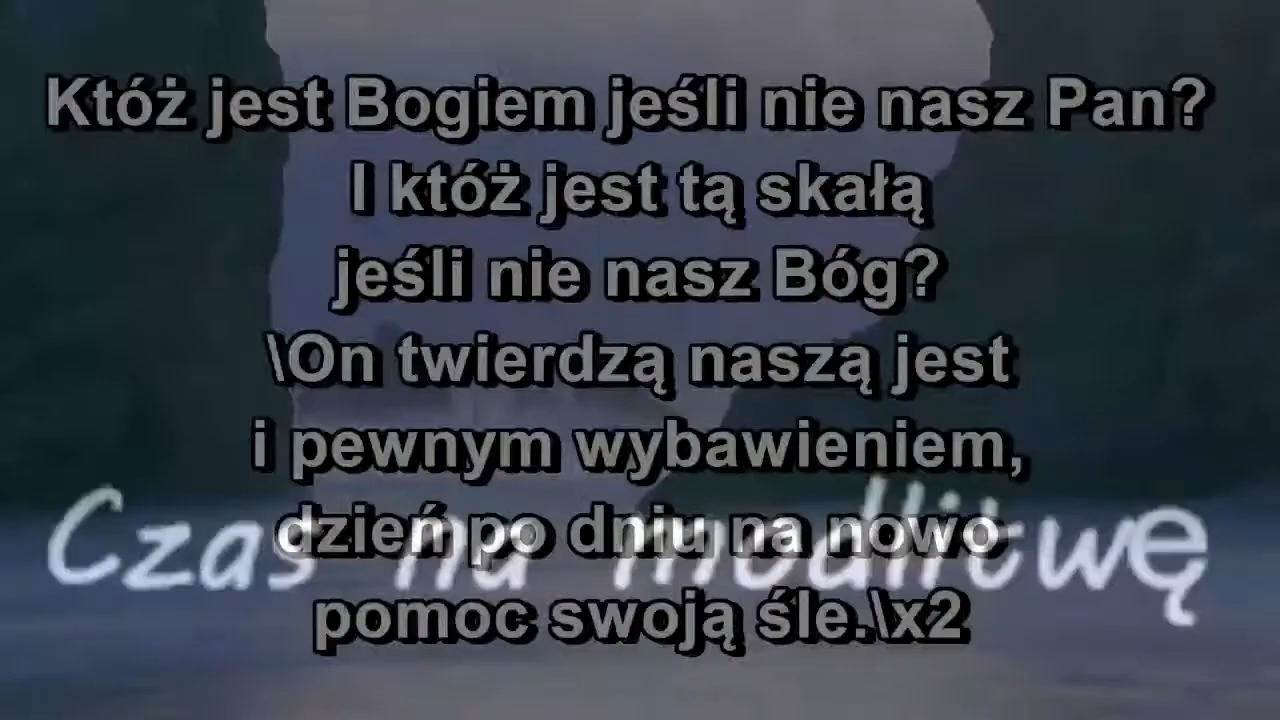 Któż jest Bogiem jeśli nie nasz Pan?
I któż jest tą skałą
jeśli nie nasz Bóg?
\On twierdzą naszą jest
i pewnym wybawieniem,
dzień po dniu na nowo
pomoc swoją śle.\x2
Czas na modlitwę